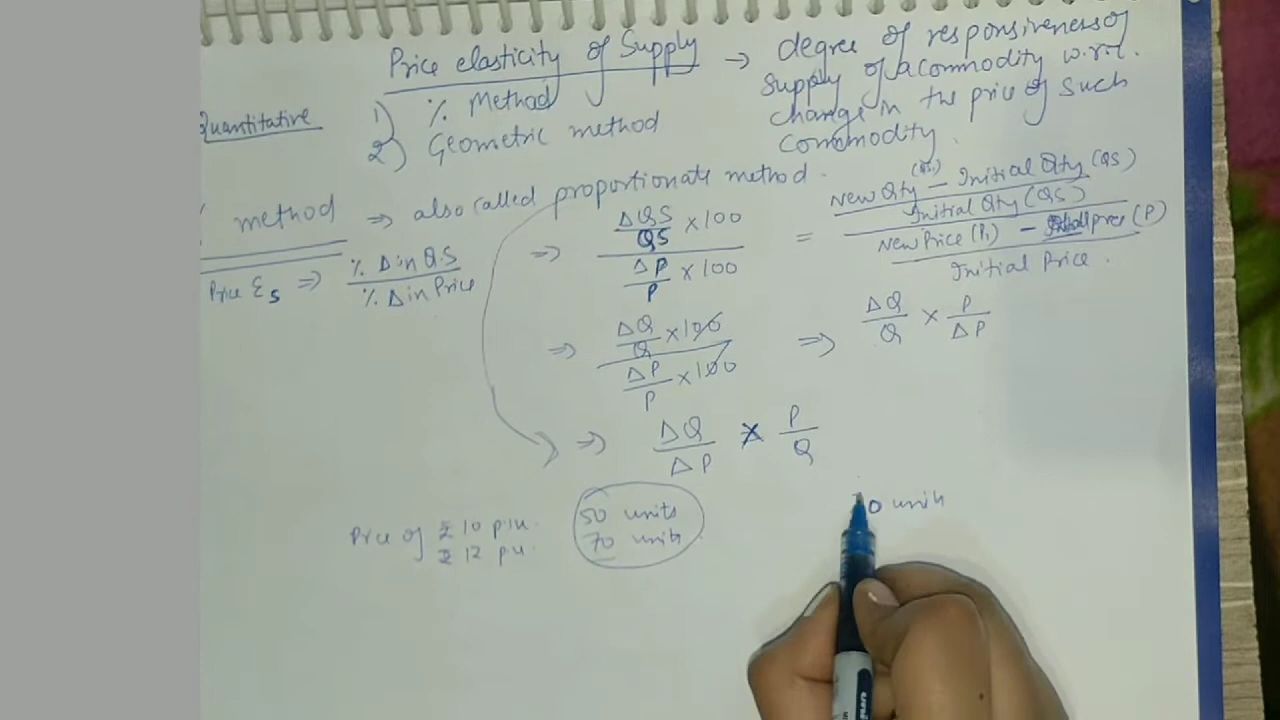 Price elasticity of Supply → degree of responsiveness of
supply of a commodity w.r.t.
change in the price of such
commodity.
Quantitative
1) % Method
2) Geometric method
method ⇒ also called proportionate method.
Price Es ⇒ % Δ in QS / % Δ in Price
⇒ ΔQS/QS × 100 / ΔP/P × 100 = New Qty (QS1) - Initial Qty (QS) / Initial Qty (QS) / New Price (P1) - Initial price (P) / Initial Price.
⇒ ΔQ/Q × 100 / ΔP/P × 100 ⇒ ΔQ/Q × P/ΔP
⇒ ΔQ/ΔP × P/Q
Price of ₹ 10 p.u. 50 units
₹ 12 pu. 70 units
0 units